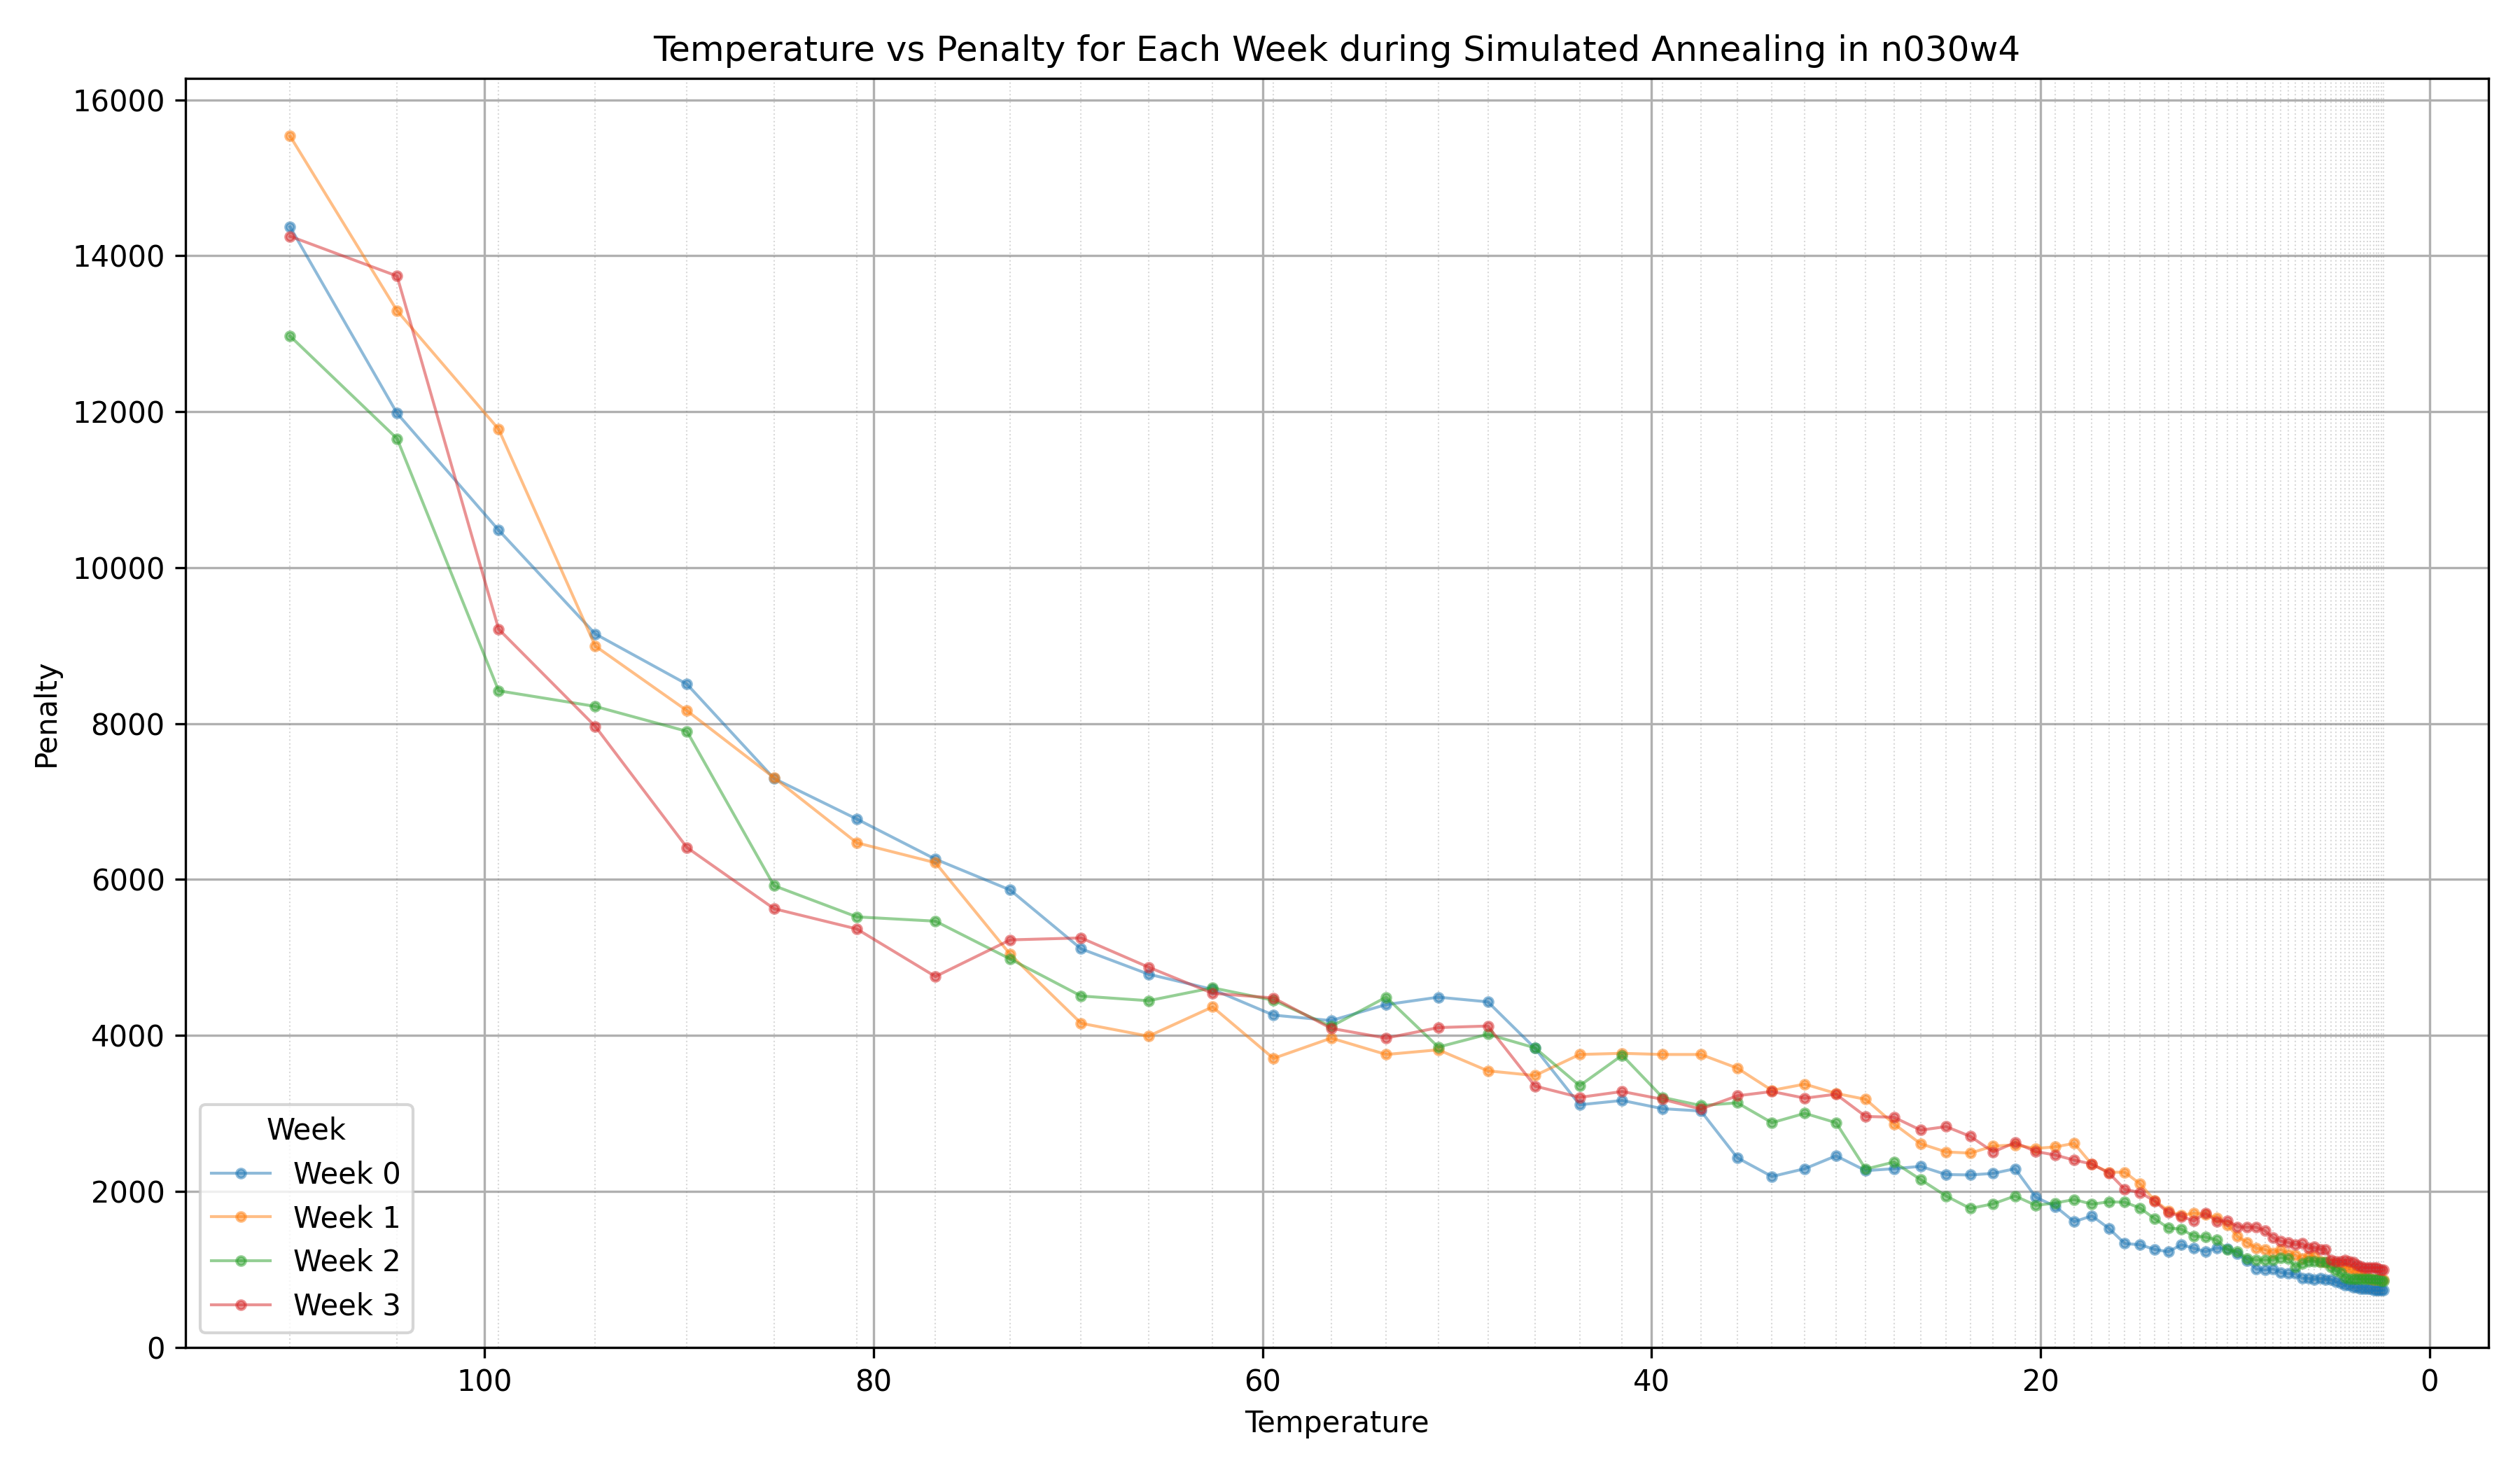 Temperature vs Penalty for Each Week during Simulated Annealing in n030w4
16000
14000
12000
10000
8000
6000
4000
2000
0
Penalty
Week
Week 0
Week 1
Week 2
Week 3
100
80
60
40
20
0
Temperature